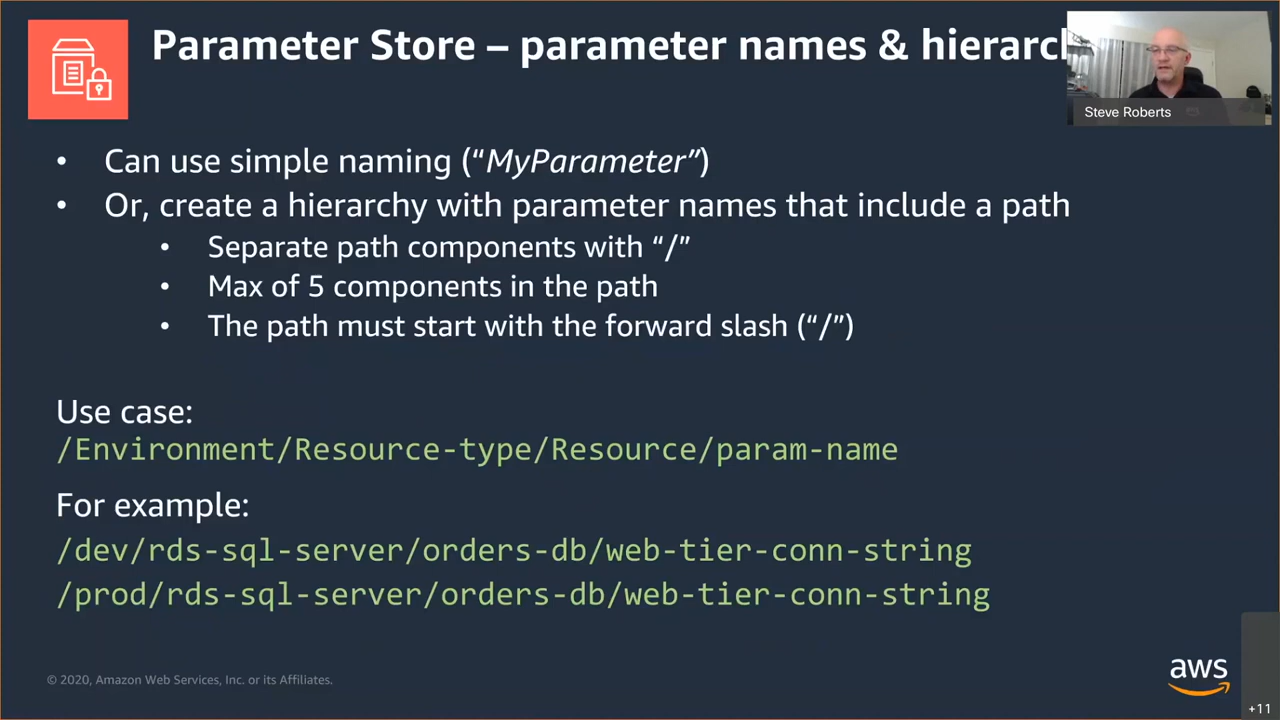 Parameter Store – parameter names & hierarc
Steve Roberts
• Can use simple naming (“MyParameter”)
• Or, create a hierarchy with parameter names that include a path
• Separate path components with “/”
• Max of 5 components in the path
• The path must start with the forward slash (“/”)
Use case:
/Environment/Resource-type/Resource/param-name
For example:
/dev/rds-sql-server/orders-db/web-tier-conn-string
/prod/rds-sql-server/orders-db/web-tier-conn-string
© 2020, Amazon Web Services, Inc. or its Affiliates.
aws
+11